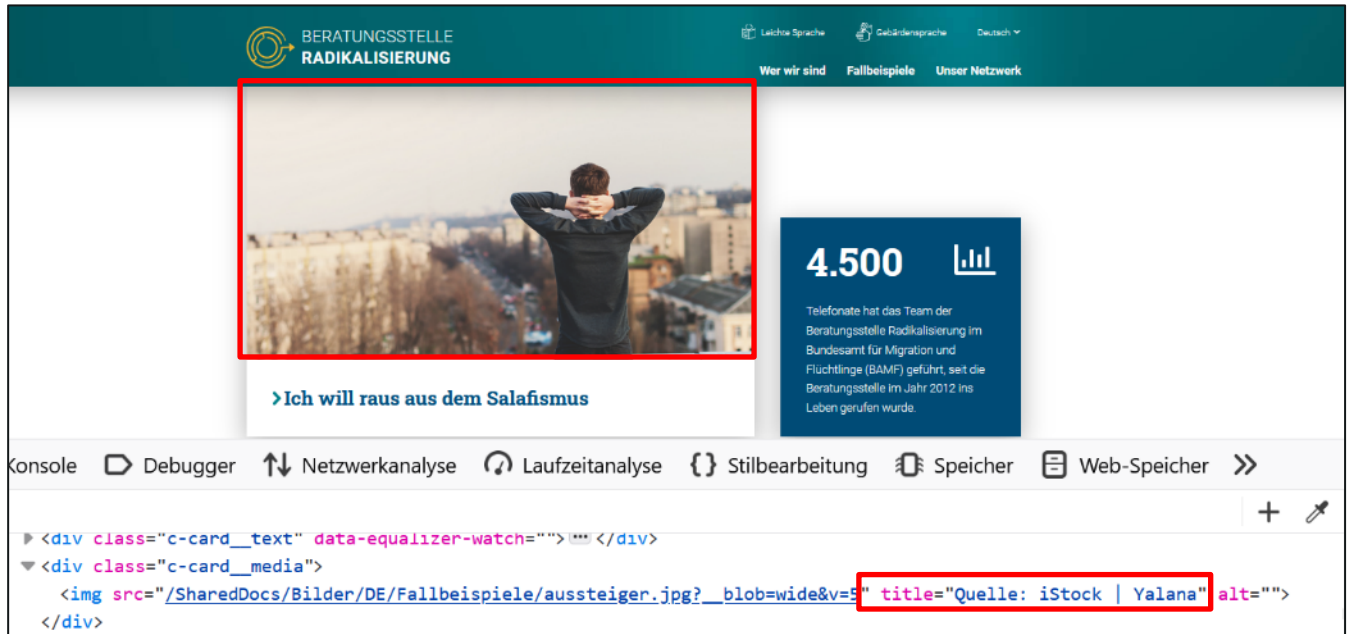 BERATUNGSSTELLE
RADIKALISIERUNG
Leichte Sprache
Gebärdensprache
Deutsch
Wer wir sind
Fallbeispiele
Unser Netzwerk
Ich will raus aus dem Salafismus
4.500
Telefonate hat das Team der
Beratungsstelle Radikalisierung im
Bundesamt für Migration und
Flüchtlinge (BAMF) geführt, seit die
Beratungsstelle im Jahr 2012 ins
Leben gerufen wurde.
Konsole Debugger Netzwerkanalyse Laufzeitanalyse {} Stilbearbeitung Speicher Web-Speicher
<div class="c-card__text" data-equalizer-watch=""> ... </div>
<div class="c-card__media">
<img src="/SharedDocs/Bilder/DE/Fallbeispiele/aussteiger.jpg?__blob=wide&v=5" title="Quelle: iStock | Yalana" alt="">
</div>